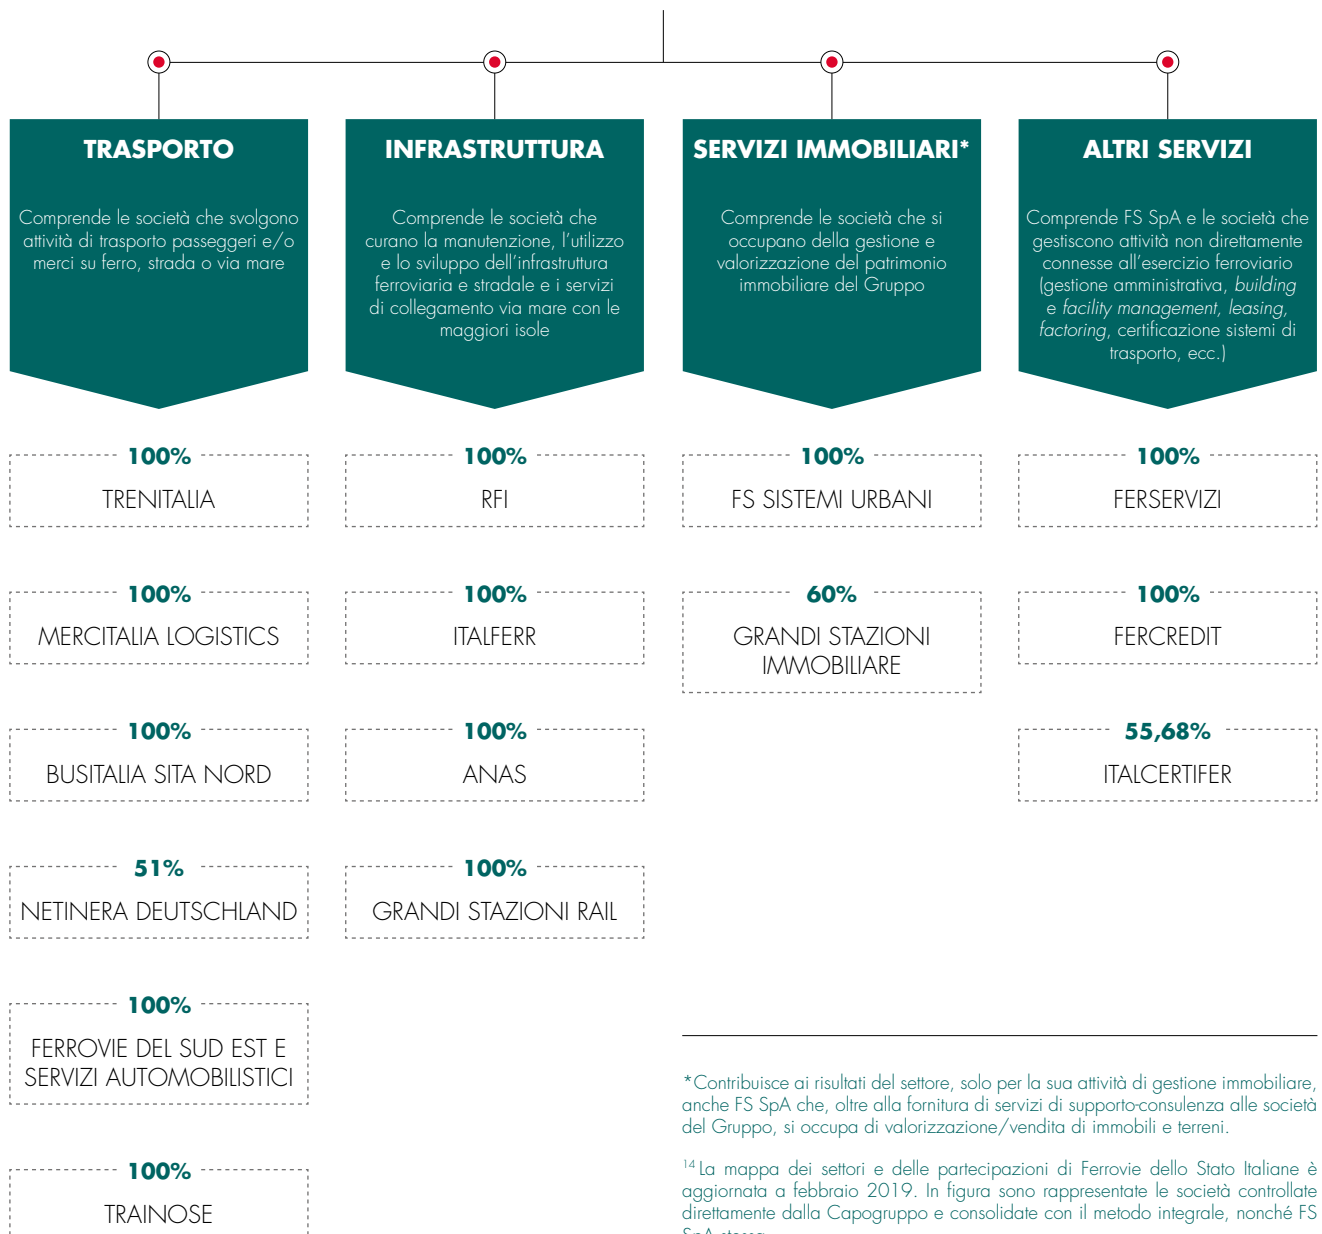 TRASPORTO
Comprende le società che svolgono
attività di trasporto passeggeri e/o
merci su ferro, strada o via mare
100%
TRENITALIA
100%
MERCITALIA LOGISTICS
100%
BUSITALIA SITA NORD
51%
NETINERA DEUTSCHLAND
100%
FERROVIE DEL SUD EST E
SERVIZI AUTOMOBILISTICI
100%
TRAINOSE
INFRASTRUTTURA
Comprende le società che
curano la manutenzione, l'utilizzo
e lo sviluppo dell'infrastruttura
ferroviaria e stradale e i servizi
di collegamento via mare con le
maggiori isole
100%
RFI
100%
ITALFERR
100%
ANAS
100%
GRANDI STAZIONI RAIL
SERVIZI IMMOBILIARI*
Comprende le società che si
occupano della gestione e
valorizzazione del patrimonio
immobiliare del Gruppo
100%
FS SISTEMI URBANI
60%
GRANDI STAZIONI
IMMOBILIARE
ALTRI SERVIZI
Comprende FS SpA e le società che
gestiscono attività non direttamente
connesse all'esercizio ferroviario
(gestione amministrativa, building
e facility management, leasing,
factoring, certificazione sistemi di
trasporto, ecc.)
100%
FERSERVIZI
100%
FERCREDIT
55,68%
ITALCERTIFER
*Contribuisce ai risultati del settore, solo per la sua attività di gestione immobiliare,
anche FS SpA che, oltre alla fornitura di servizi di supporto-consulenza alle società
del Gruppo, si occupa di valorizzazione/vendita di immobili e terreni.
14 La mappa dei settori e delle partecipazioni di Ferrovie dello Stato Italiane è
aggiornata a febbraio 2019. In figura sono rappresentate le società controllate
direttamente dalla Capogruppo e consolidate con il metodo integrale, nonché FS
SpA stessa